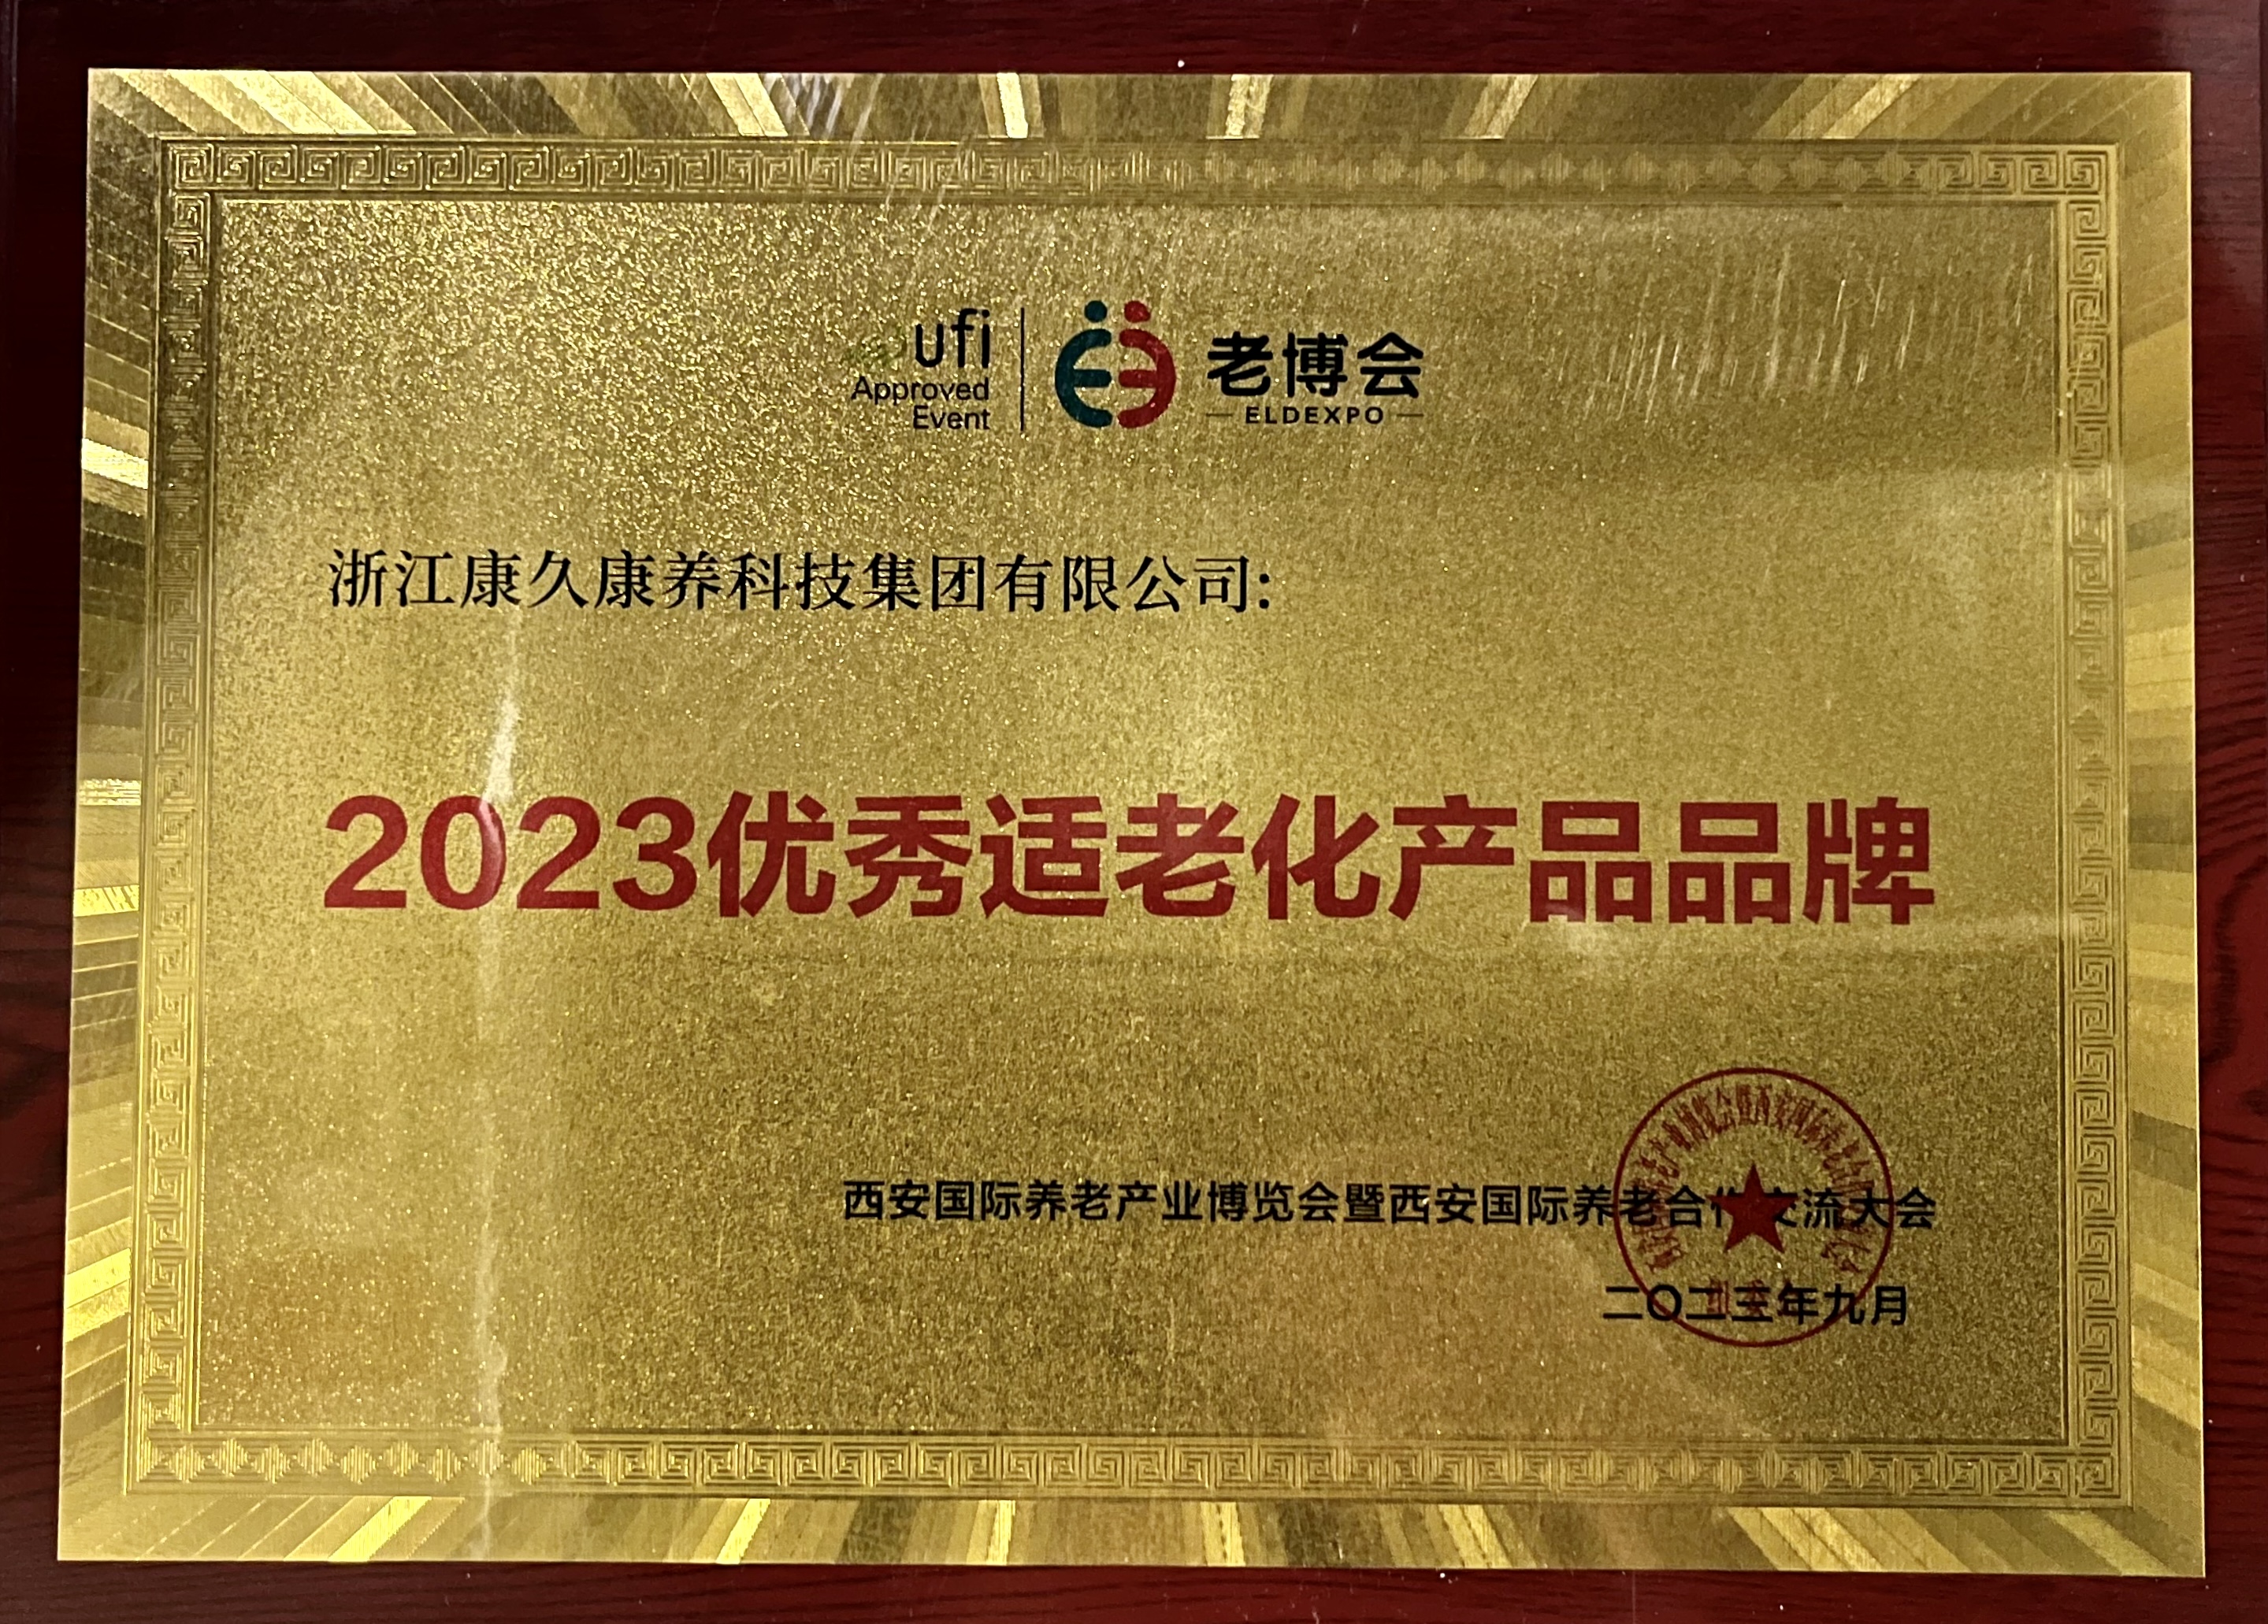 ufi
Approved
Event
老博会
ELDEXPO
浙江康久康养科技集团有限公司:
2023优秀适老化产品品牌
西安国际养老产业博览会暨西安国际养老合作交流大会
二〇二三年九月